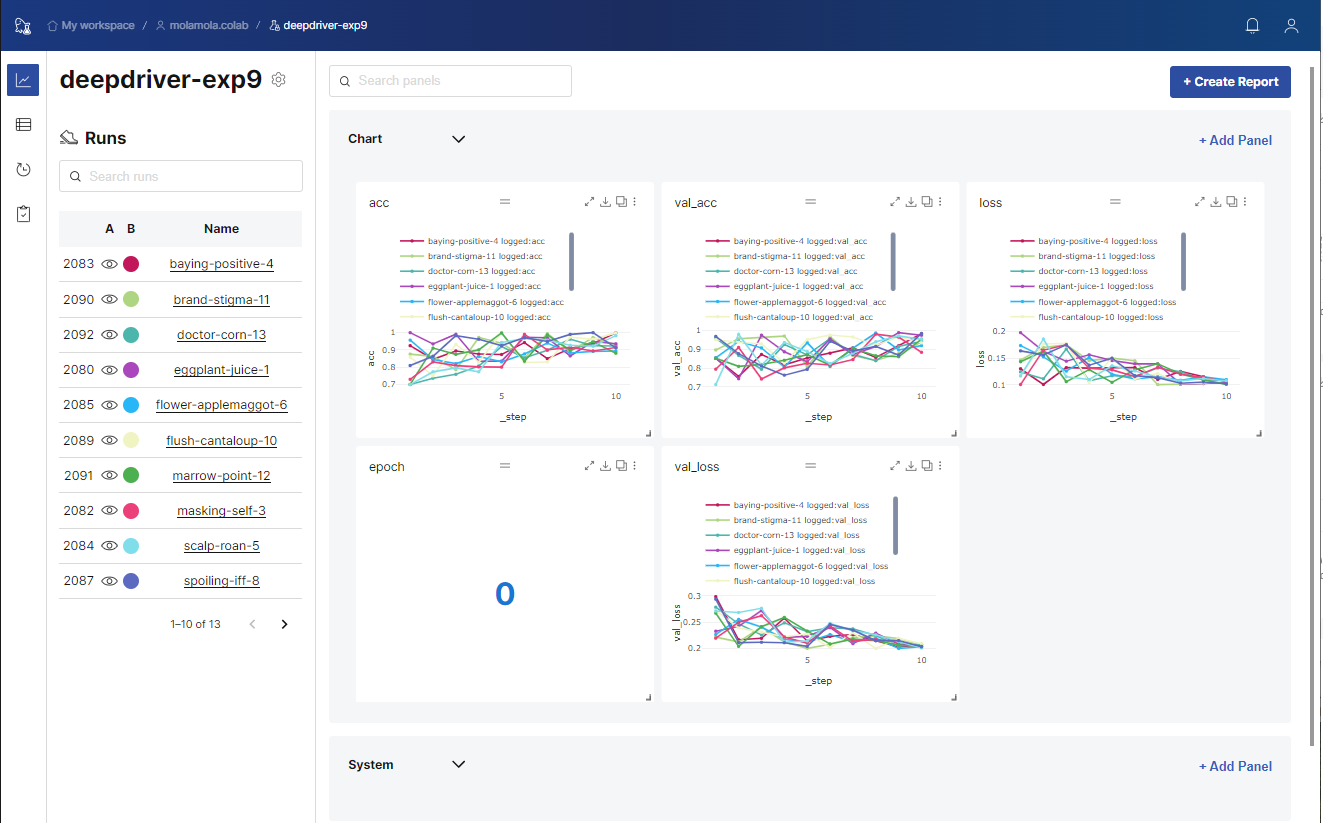 My workspace / molamola.colab / deepdriver-exp9
deepdriver-exp9
Runs
Search runs
A B Name
2083 baying-positive-4
2090 brand-stigma-11
2092 doctor-corn-13
2080 eggplant-juice-1
2085 flower-applemaggot-6
2089 flush-cantaloup-10
2091 marrow-point-12
2082 masking-self-3
2084 scalp-roan-5
2087 spoiling-iff-8
1–10 of 13
Search panels
+ Create Report
Chart
+ Add Panel
acc
baying-positive-4 logged:acc
brand-stigma-11 logged:acc
doctor-corn-13 logged:acc
eggplant-juice-1 logged:acc
flower-applemaggot-6 logged:acc
flush-cantaloup-10 logged:acc
1
0.9
0.8
0.7
acc
5 10
_step
val_acc
baying-positive-4 logged:val_acc
brand-stigma-11 logged:val_acc
doctor-corn-13 logged:val_acc
eggplant-juice-1 logged:val_acc
flower-applemaggot-6 logged:val_acc
flush-cantaloup-10 logged:val_acc
1
0.9
0.8
0.7
val_acc
5 10
_step
loss
baying-positive-4 logged:loss
brand-stigma-11 logged:loss
doctor-corn-13 logged:loss
eggplant-juice-1 logged:loss
flower-applemaggot-6 logged:loss
flush-cantaloup-10 logged:loss
0.2
0.15
0.1
loss
5 10
_step
epoch
0
val_loss
baying-positive-4 logged:val_loss
brand-stigma-11 logged:val_loss
doctor-corn-13 logged:val_loss
eggplant-juice-1 logged:val_loss
flower-applemaggot-6 logged:val_loss
flush-cantaloup-10 logged:val_loss
0.3
0.25
0.2
val_loss
5 10
_step
System
+ Add Panel